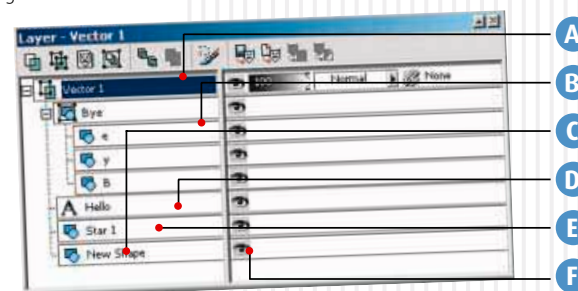 Layer - Vector 1
Vector 1
100 Normal None
Bye
e
y
B
Hello
Star 1
New Shape
A
B
C
D
E
F